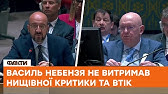 ФАКТИ
ВАСИЛЬ НЕБЕНЗЯ НЕ ВИТРИМАВ
НИЩІВНОЇ КРИТИКИ ТА ВТІК